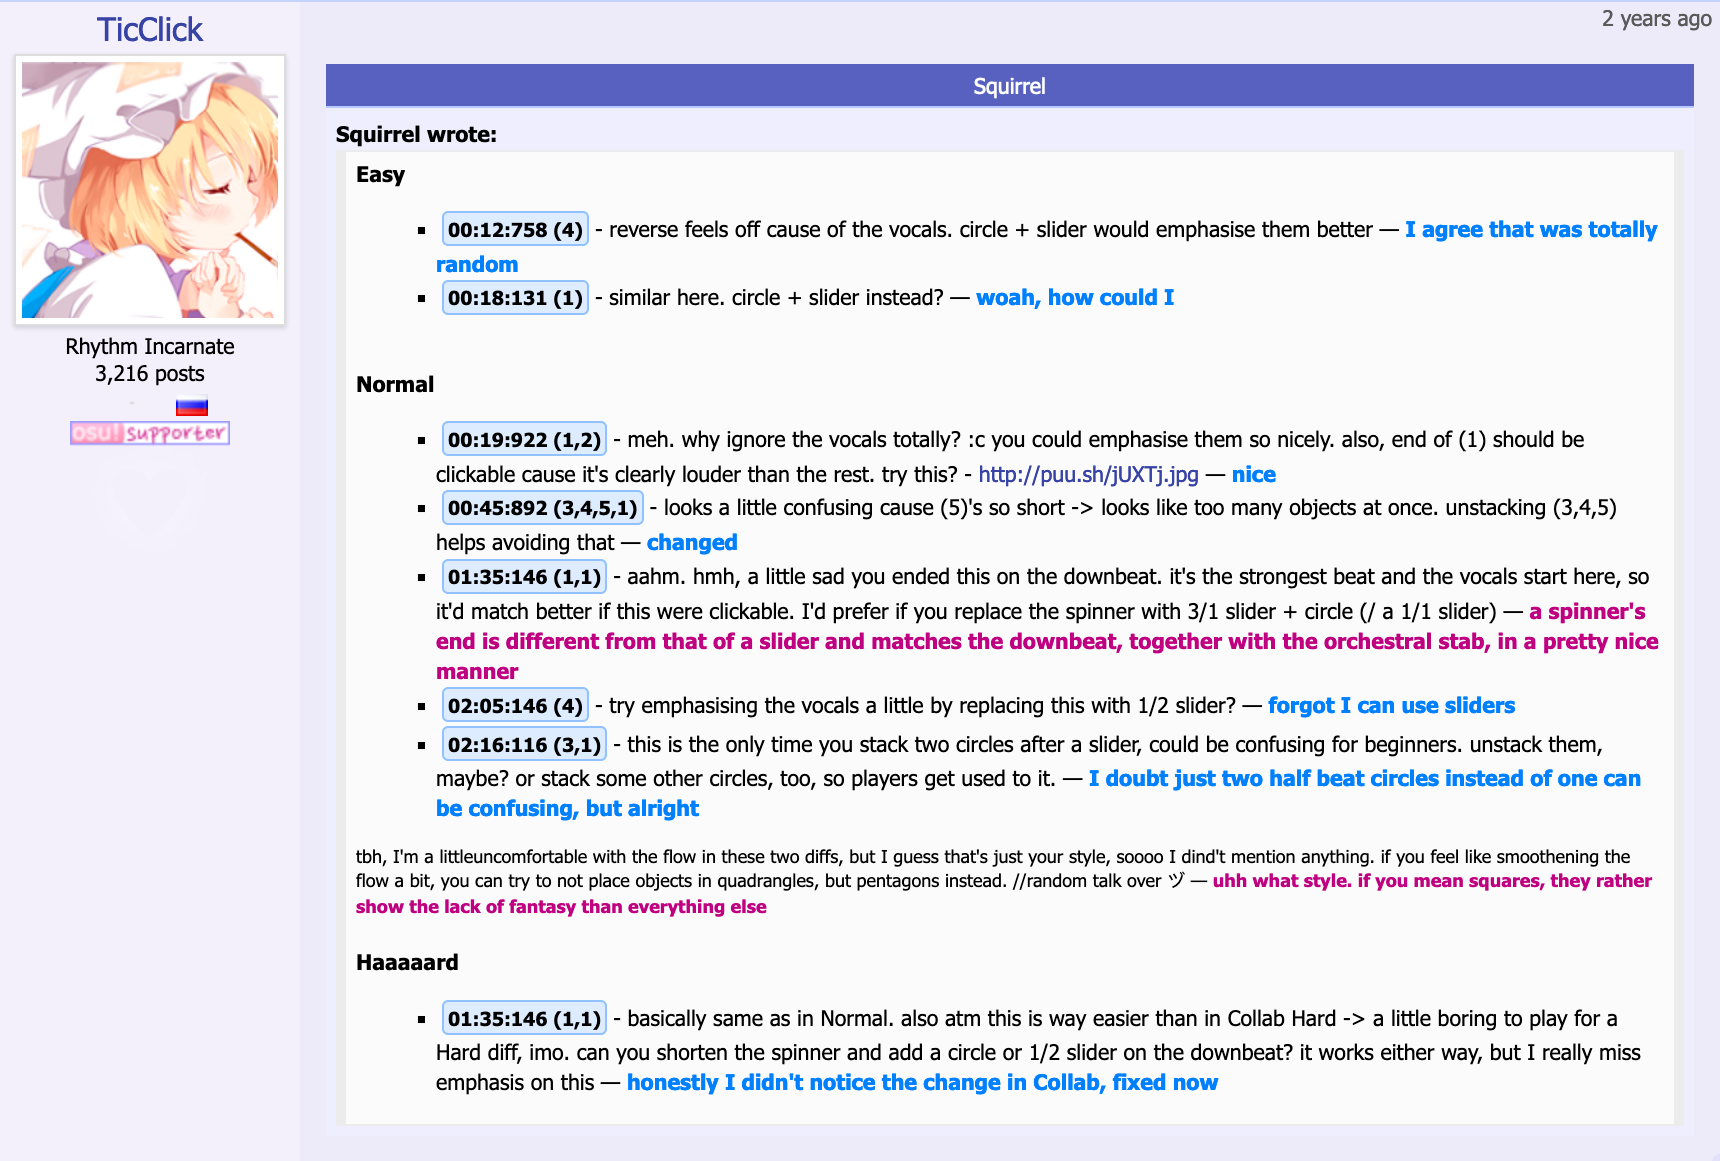 TicClick
2 years ago
Rhythm Incarnate
3,216 posts
osu! supporter
Squirrel
Squirrel wrote:
Easy
00:12:758 (4) - reverse feels off cause of the vocals. circle + slider would emphasise them better — I agree that was totally
random
00:18:131 (1) - similar here. circle + slider instead? — woah, how could I
Normal
00:19:922 (1,2) - meh. why ignore the vocals totally? :c you could emphasise them so nicely. also, end of (1) should be
clickable cause it's clearly louder than the rest. try this? - http://puu.sh/jUXTj.jpg — nice
00:45:892 (3,4,5,1) - looks a little confusing cause (5)'s so short -> looks like too many objects at once. unstacking (3,4,5)
helps avoiding that — changed
01:35:146 (1,1) - aahm. hmh, a little sad you ended this on the downbeat. it's the strongest beat and the vocals start here, so
it'd match better if this were clickable. I'd prefer if you replace the spinner with 3/1 slider + circle (/ a 1/1 slider) — a spinner's
end is different from that of a slider and matches the downbeat, together with the orchestral stab, in a pretty nice
manner
02:05:146 (4) - try emphasising the vocals a little by replacing this with 1/2 slider? — forgot I can use sliders
02:16:116 (3,1) - this is the only time you stack two circles after a slider, could be confusing for beginners. unstack them,
maybe? or stack some other circles, too, so players get used to it. — I doubt just two half beat circles instead of one can
be confusing, but alright
tbh, I'm a littleuncomfortable with the flow in these two diffs, but I guess that's just your style, soooo I dind't mention anything. if you feel like smoothening the
flow a bit, you can try to not place objects in quadrangles, but pentagons instead. //random talk over ヅ — uhh what style. if you mean squares, they rather
show the lack of fantasy than everything else
Haaaaard
01:35:146 (1,1) - basically same as in Normal. also atm this is way easier than in Collab Hard -> a little boring to play for a
Hard diff, imo. can you shorten the spinner and add a circle or 1/2 slider on the downbeat? it works either way, but I really miss
emphasis on this — honestly I didn't notice the change in Collab, fixed now